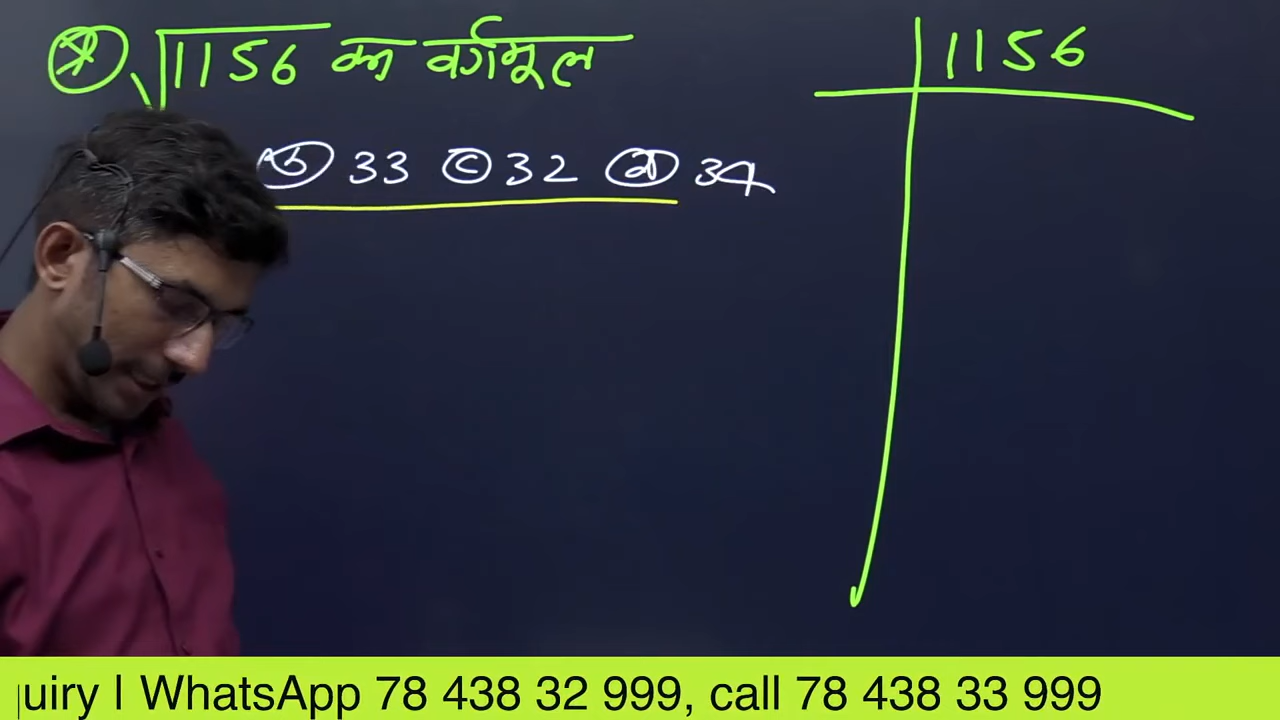 √1156 का वर्गमूल
1156
b 33 c 32 d 34
uiry | WhatsApp 78 438 32 999, call 78 438 33 999